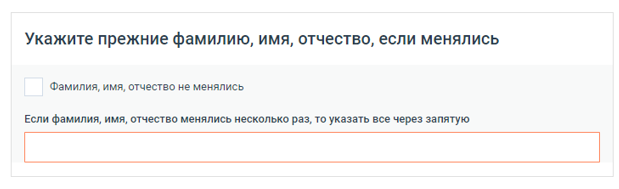 Укажите прежние фамилию, имя, отчество, если менялись
Фамилия, имя, отчество не менялись
Если фамилия, имя, отчество менялись несколько раз, то указать все через запятую